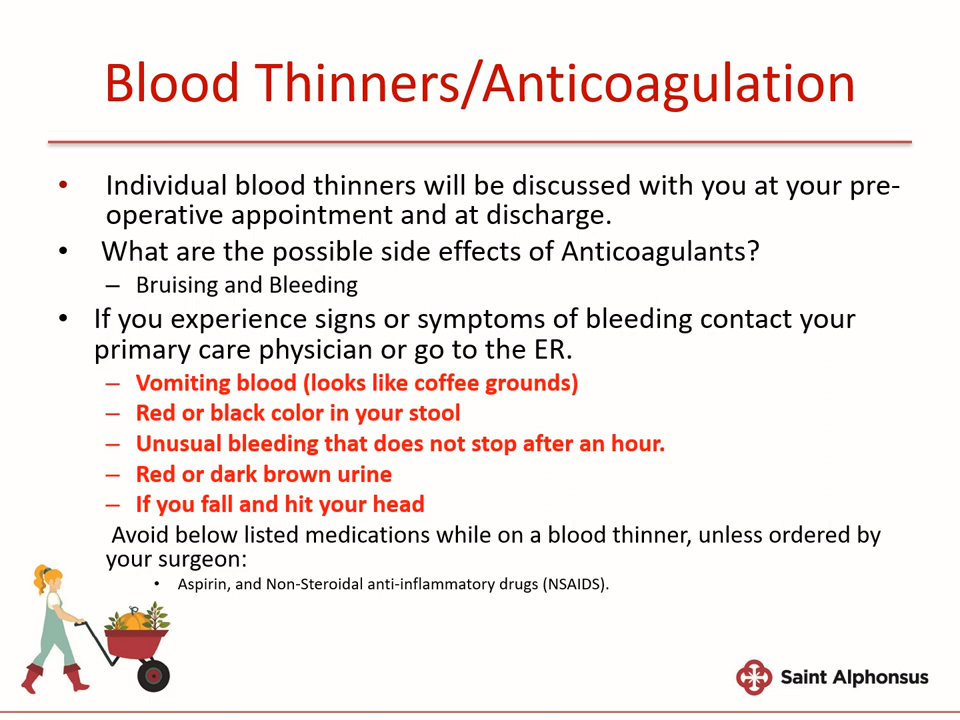 Blood Thinners/Anticoagulation
• Individual blood thinners will be discussed with you at your pre-
operative appointment and at discharge.
• What are the possible side effects of Anticoagulants?
– Bruising and Bleeding
• If you experience signs or symptoms of bleeding contact your
primary care physician or go to the ER.
– Vomiting blood (looks like coffee grounds)
– Red or black color in your stool
– Unusual bleeding that does not stop after an hour.
– Red or dark brown urine
– If you fall and hit your head
Avoid below listed medications while on a blood thinner, unless ordered by
your surgeon:
• Aspirin, and Non-Steroidal anti-inflammatory drugs (NSAIDS).
Saint Alphonsus